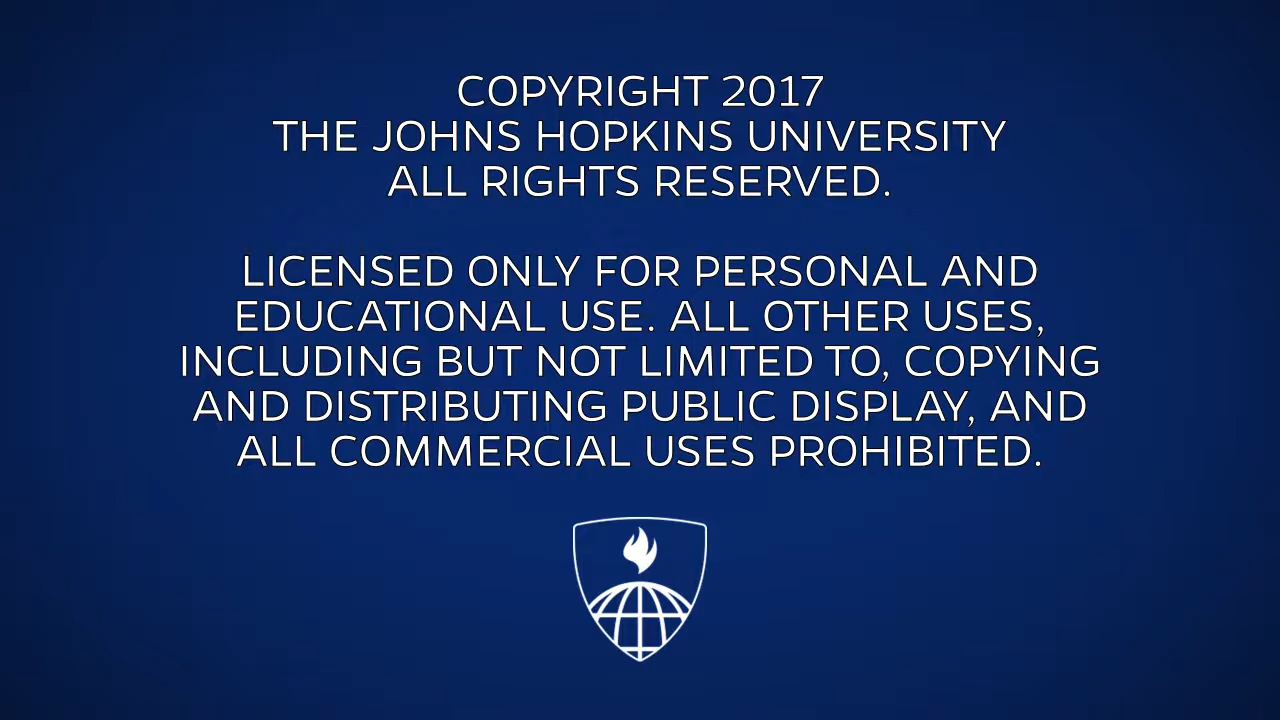 COPYRIGHT 2017
THE JOHNS HOPKINS UNIVERSITY
ALL RIGHTS RESERVED.
LICENSED ONLY FOR PERSONAL AND
EDUCATIONAL USE. ALL OTHER USES,
INCLUDING BUT NOT LIMITED TO, COPYING
AND DISTRIBUTING PUBLIC DISPLAY, AND
ALL COMMERCIAL USES PROHIBITED.